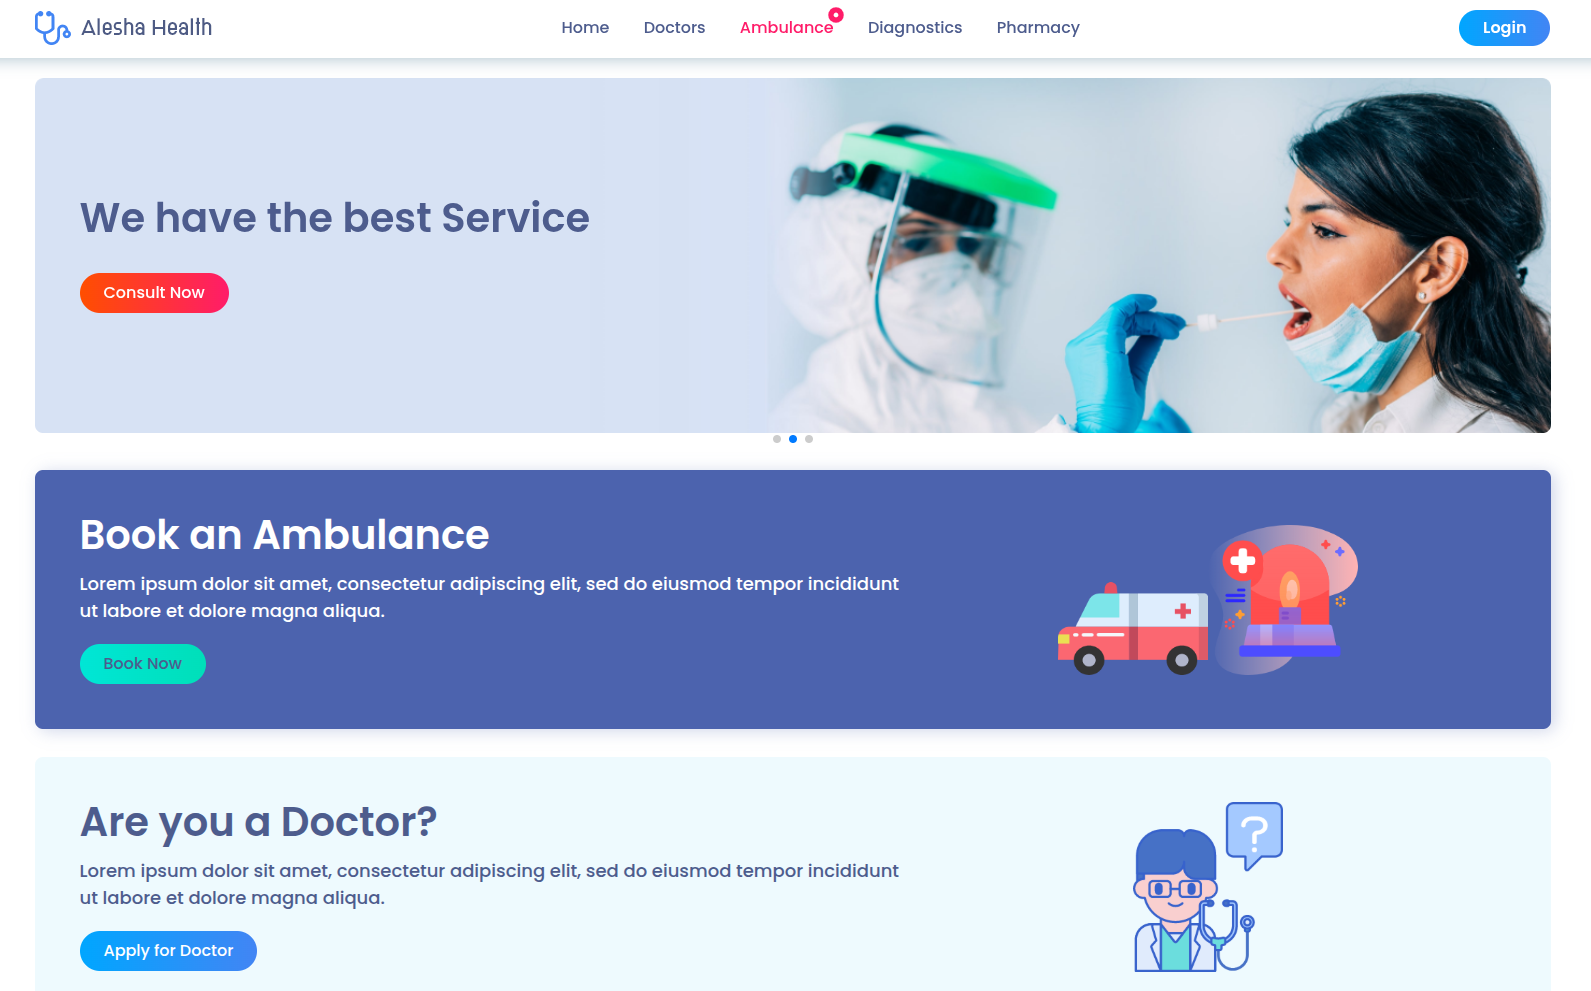 Alesha Health
Home Doctors Ambulance Diagnostics Pharmacy
Login
We have the best Service
Consult Now
Book an Ambulance
Lorem ipsum dolor sit amet, consectetur adipiscing elit, sed do eiusmod tempor incididunt
ut labore et dolore magna aliqua.
Book Now
Are you a Doctor?
Lorem ipsum dolor sit amet, consectetur adipiscing elit, sed do eiusmod tempor incididunt
ut labore et dolore magna aliqua.
Apply for Doctor
?